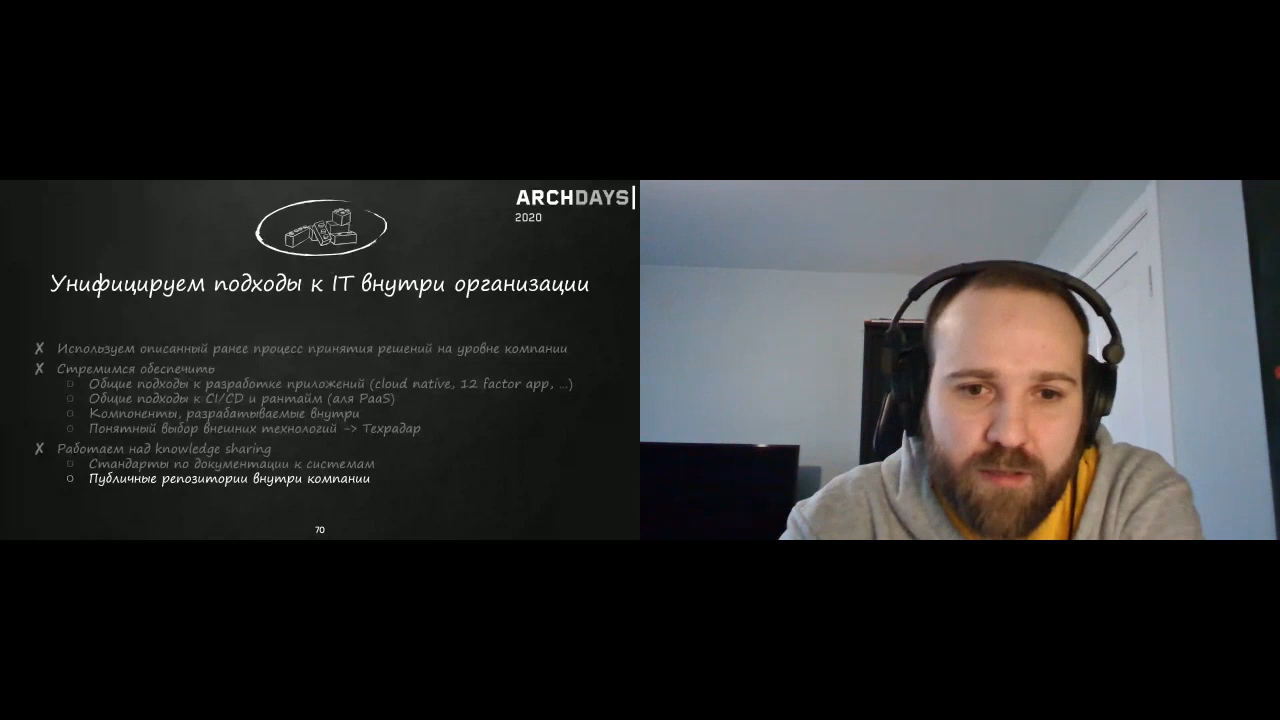 ARCHDAYS
2020
Унифицируем подходы к IT внутри организации
✗ Используем описанный ранее процесс принятия решений на уровне компании
✗ Стремимся обеспечить
Общие подходы к разработке приложений (cloud native, 12 factor app, ...)
Общие подходы к CI/CD и рантайм (аля PaaS)
Компоненты, разрабатываемые внутри
Понятный выбор внешних технологий -> Техрадар
✗ Работаем над knowledge sharing
Стандарты по документации к системам
Публичные репозитории внутри компании
70